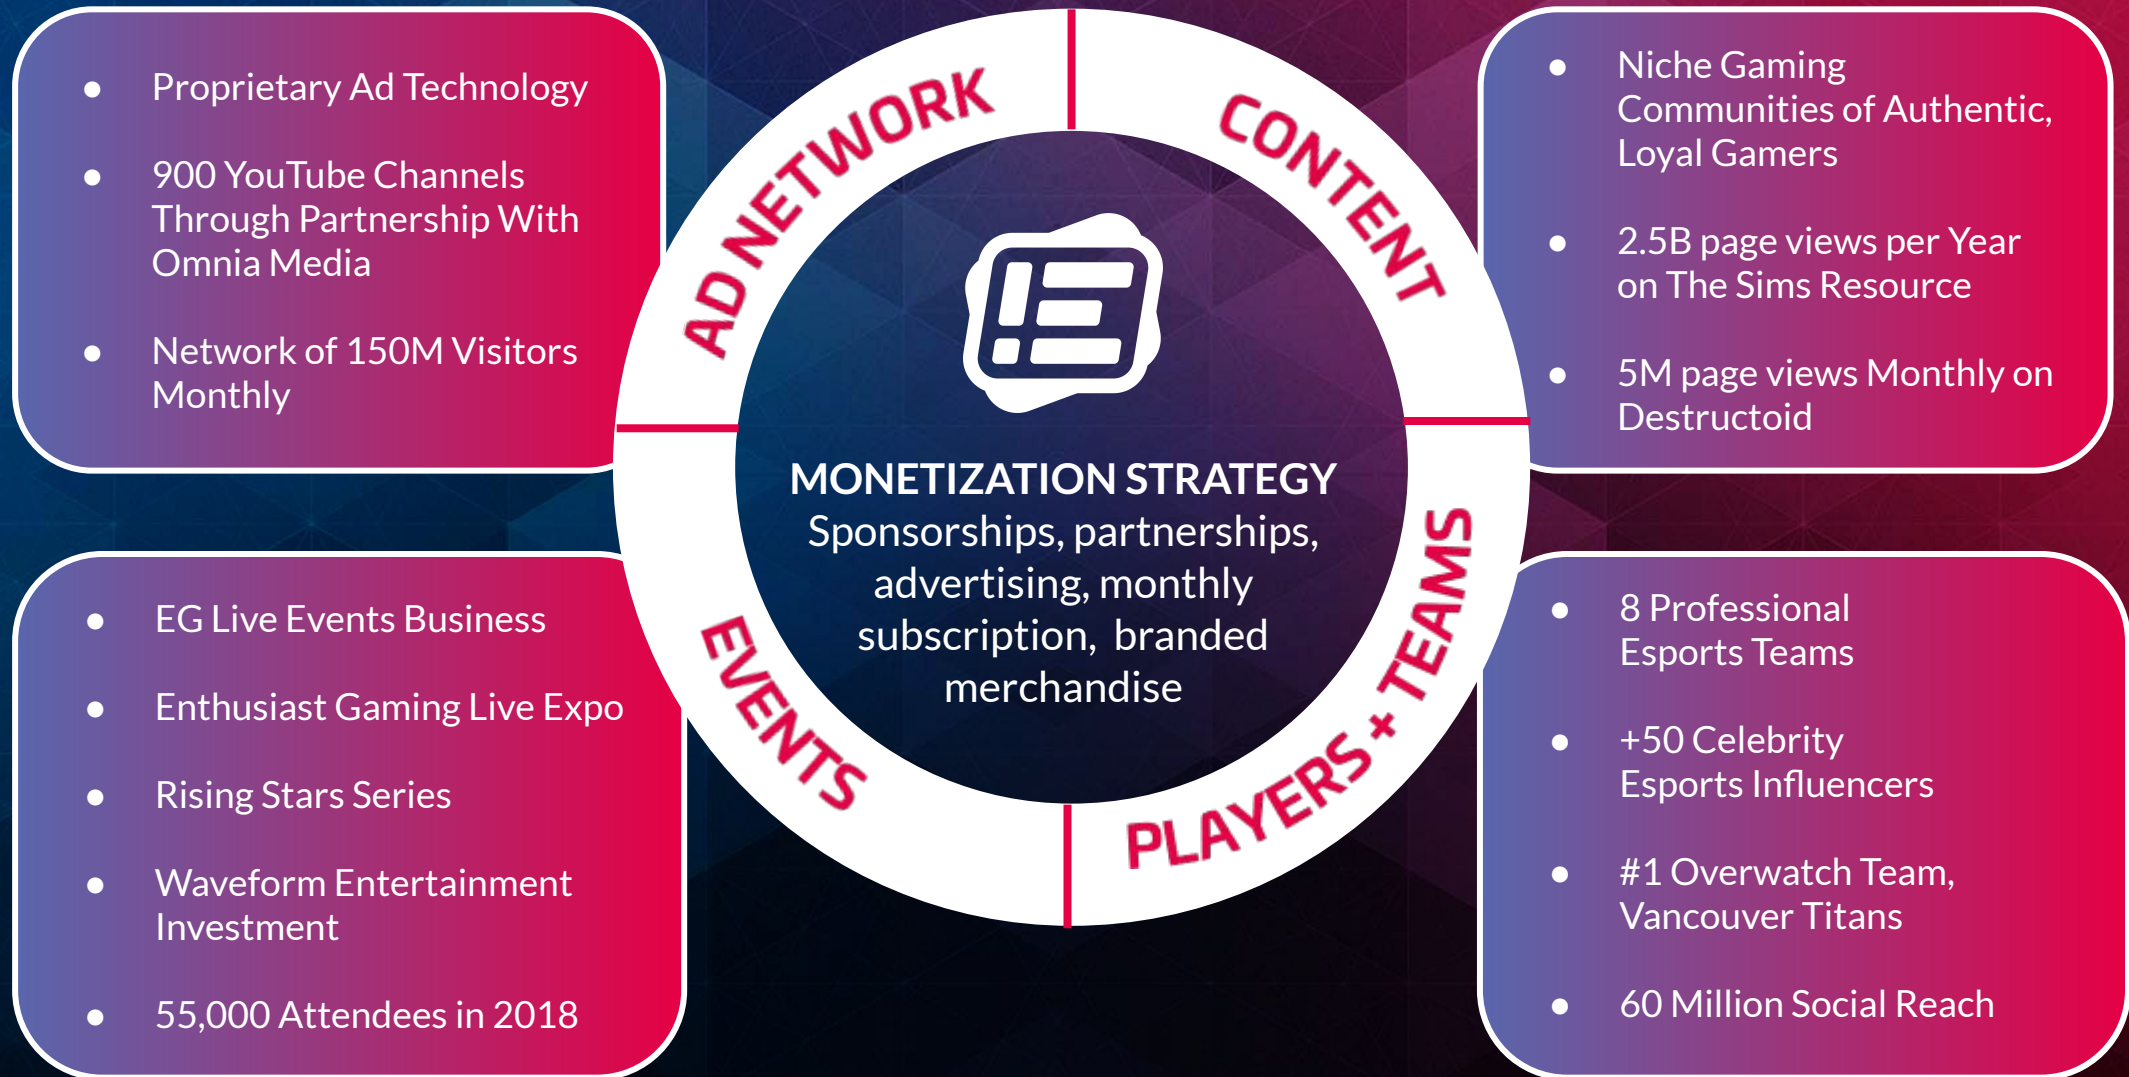 ● Proprietary Ad Technology
● 900 YouTube Channels
Through Partnership With
Omnia Media
● Network of 150M Visitors
Monthly
AD NETWORK
CONTENT
● Niche Gaming
Communities of Authentic,
Loyal Gamers
● 2.5B page views per Year
on The Sims Resource
● 5M page views Monthly on
Destructoid
MONETIZATION STRATEGY
Sponsorships, partnerships,
advertising, monthly
subscription, branded
merchandise
● EG Live Events Business
● Enthusiast Gaming Live Expo
● Rising Stars Series
● Waveform Entertainment
Investment
● 55,000 Attendees in 2018
EVENTS
PLAYERS + TEAMS
● 8 Professional
Esports Teams
● +50 Celebrity
Esports Influencers
● #1 Overwatch Team,
Vancouver Titans
● 60 Million Social Reach